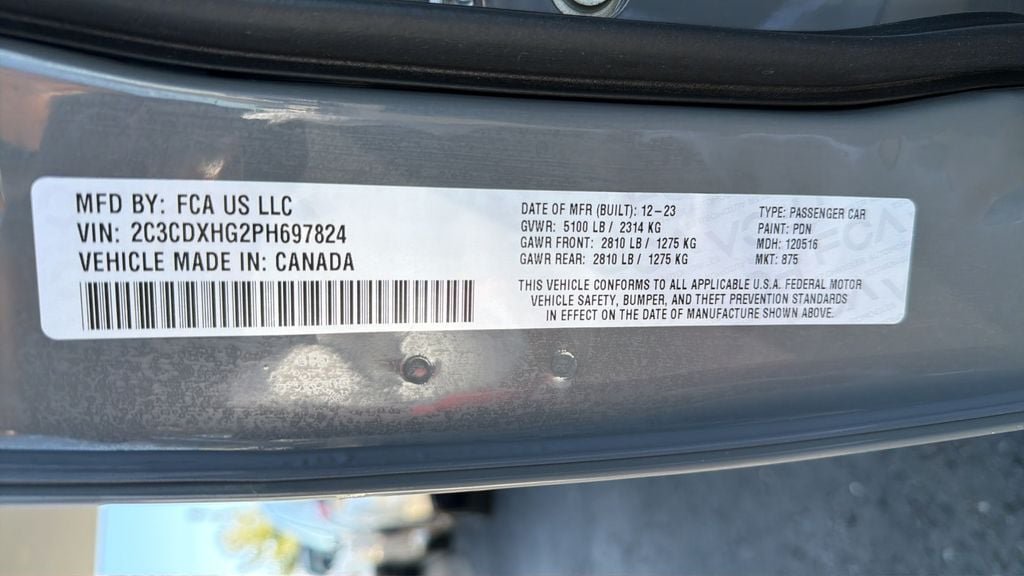 MFD BY: FCA US LLC
VIN: 2C3CDXHG2PH697824
VEHICLE MADE IN: CANADA
DATE OF MFR (BUILT): 12-23
GVWR: 5100 LB / 2314 KG
GAWR FRONT: 2810 LB / 1275 KG
GAWR REAR: 2810 LB / 1275 KG
TYPE: PASSENGER CAR
PAINT: PDN
MDH: 120516
MKT: 875
THIS VEHICLE CONFORMS TO ALL APPLICABLE U.S.A. FEDERAL MOTOR
VEHICLE SAFETY, BUMPER, AND THEFT PREVENTION STANDARDS
IN EFFECT ON THE DATE OF MANUFACTURE SHOWN ABOVE.